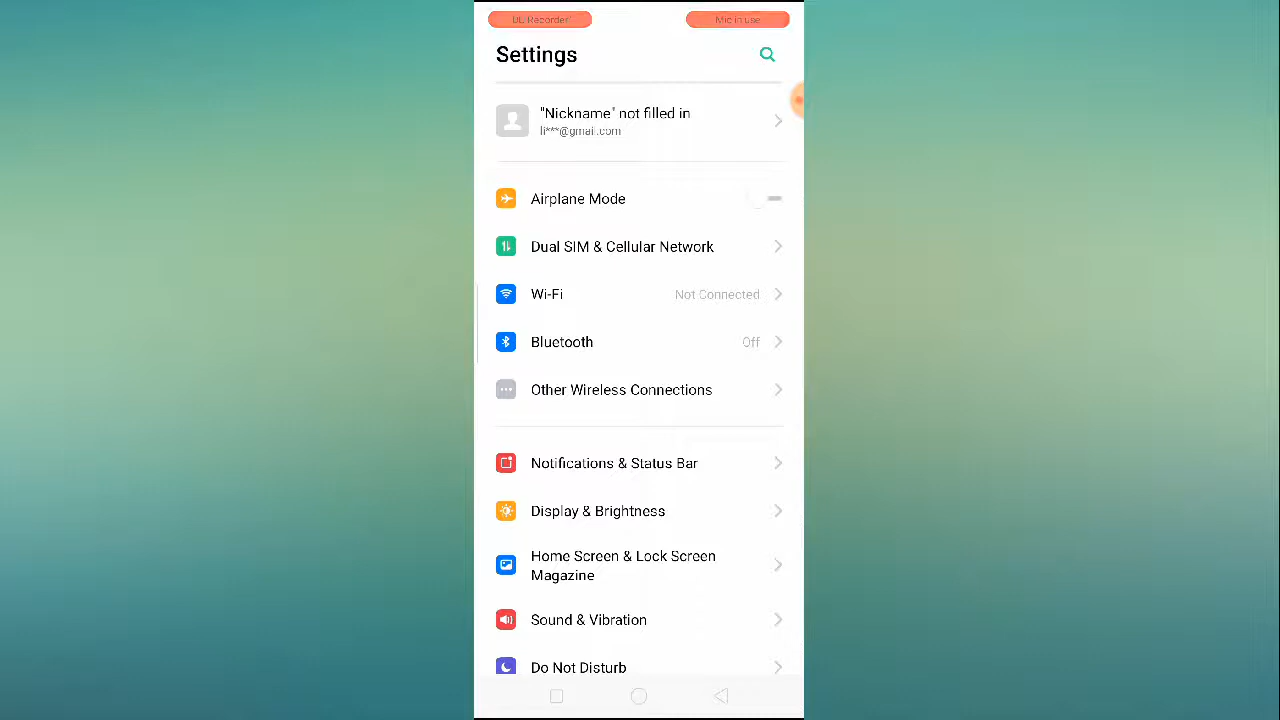 DU Recorder
Mic in use
Settings
"Nickname" not filled in
li***@gmail.com
Airplane Mode
Dual SIM & Cellular Network
Wi-Fi Not Connected
Bluetooth Off
Other Wireless Connections
Notifications & Status Bar
Display & Brightness
Home Screen & Lock Screen
Magazine
Sound & Vibration
Do Not Disturb